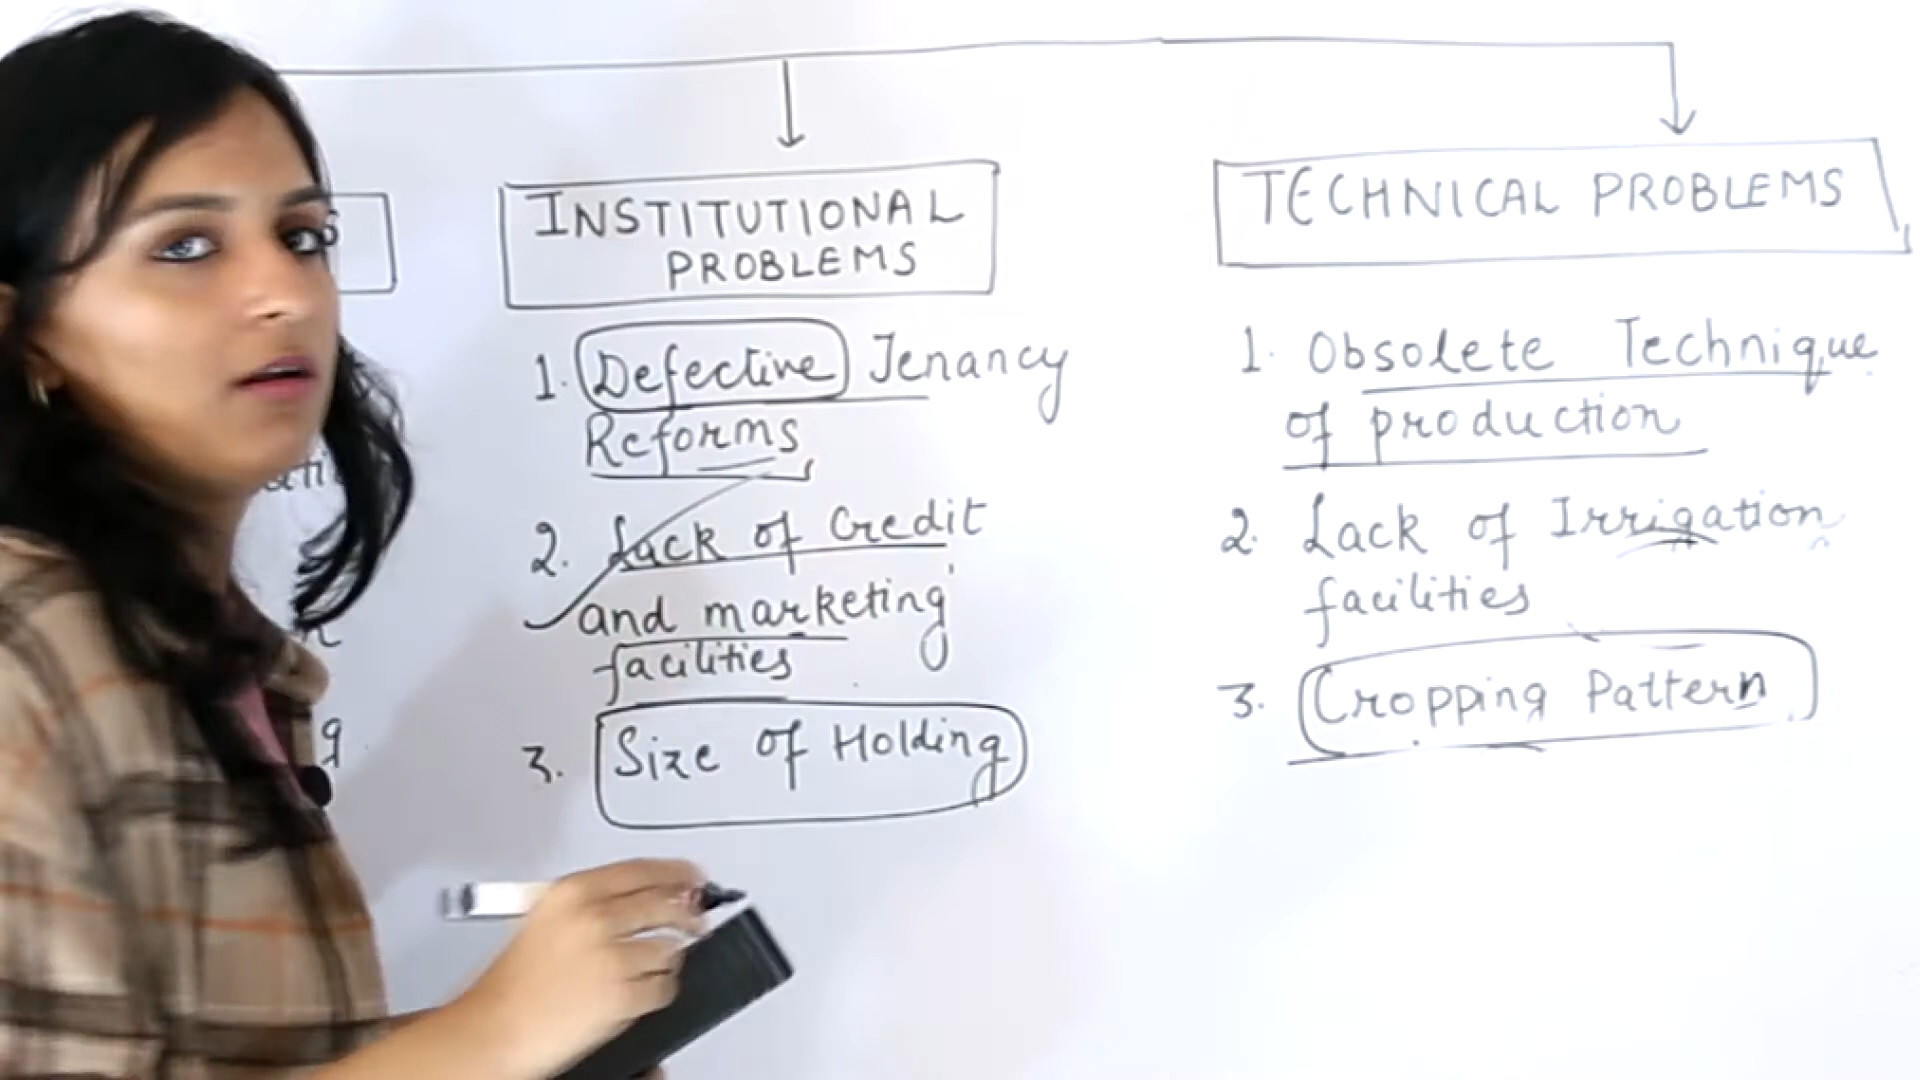 INSTITUTIONAL
PROBLEMS
1. Defective Tenancy
Reforms
2. Lack of Credit
and marketing
facilities
3. Size of Holding
TECHNICAL PROBLEMS
1. Obsolete Technique
of production
2. Lack of Irrigation
facilities
3. Cropping Pattern